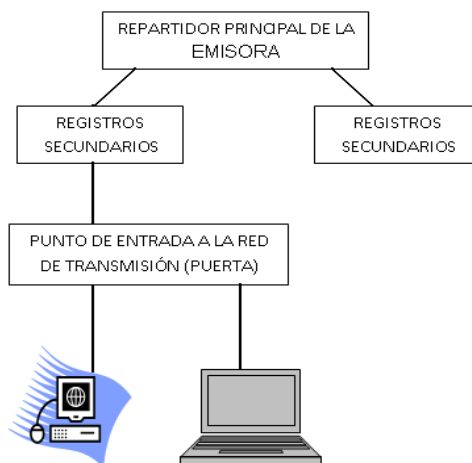 REPARTIDOR PRINCIPAL DE LA
EMISORA
REGISTROS
SECUNDARIOS
REGISTROS
SECUNDARIOS
PUNTO DE ENTRADA A LA RED
DE TRANSMISIÓN (PUERTA)